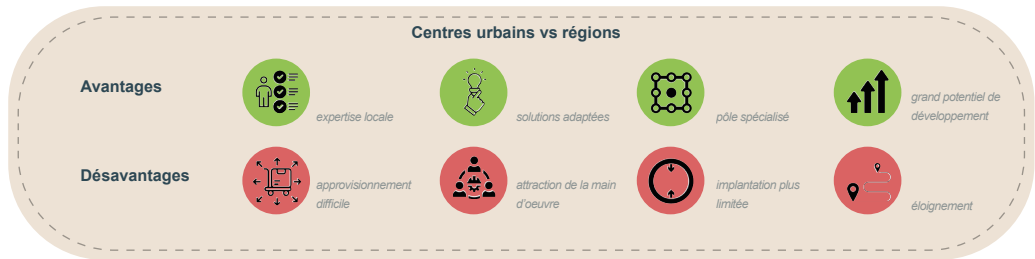 Centres urbains vs régions
Avantages
expertise locale
solutions adaptées
pôle spécialisé
grand potentiel de
développement
Désavantages
approvisionnement
difficile
attraction de la main
d'oeuvre
implantation plus
limitée
éloignement